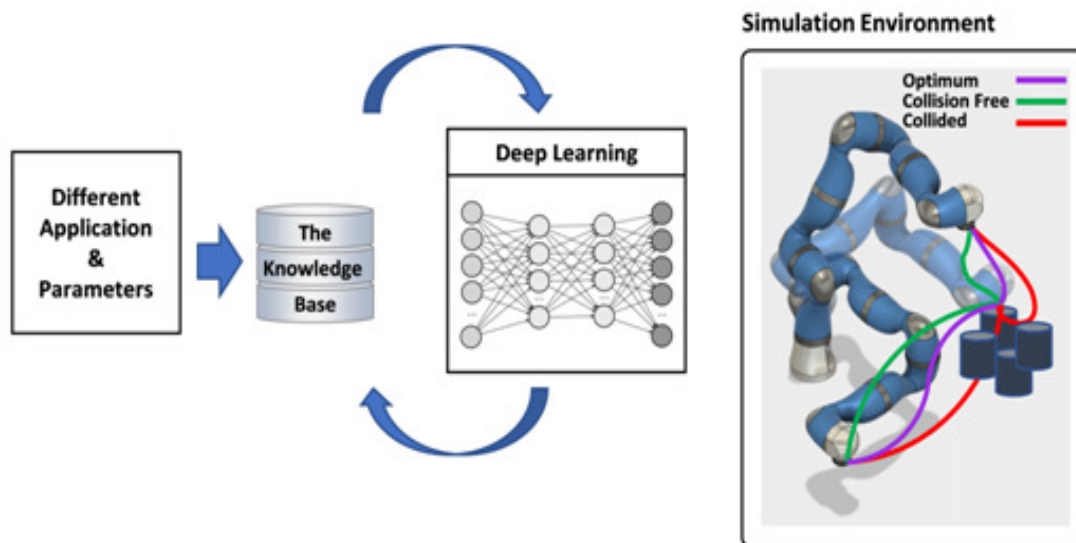 Simulation Environment
Optimum
Collision Free
Collided
Deep Learning
Different
Application
&
Parameters
The
Knowledge
Base
...
...
...
...